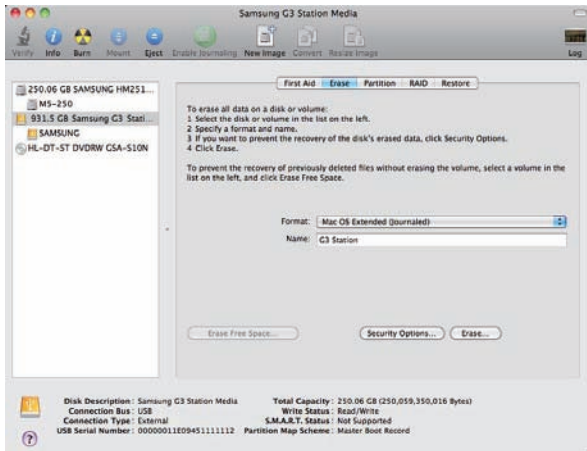 Samsung G3 Station Media
Verify Info Burn Mount Eject Enable Journaling New Image Convert Resize Image Log
250.06 GB SAMSUNG HM251...
M5-250
931.5 GB Samsung G3 Stati...
SAMSUNG
HL-DT-ST DVDRW GSA-S10N
First Aid Erase Partition RAID Restore
To erase all data on a disk or volume:
1 Select the disk or volume in the list on the left.
2 Specify a format and name.
3 If you want to prevent the recovery of the disk's erased data, click Security Options.
4 Click Erase.
To prevent the recovery of previously deleted files without erasing the volume, select a volume in the
list on the left, and click Erase Free Space.
Format: Mac OS Extended (Journaled)
Name: G3 Station
Erase Free Space... Security Options... Erase...
Disk Description : Samsung G3 Station Media
Connection Bus : USB
Connection Type : External
USB Serial Number : 00000011E09451111112
Total Capacity : 250.06 GB (250,059,350,016 Bytes)
Write Status : Read/Write
S.M.A.R.T. Status : Not Supported
Partition Map Scheme : Master Boot Record
?